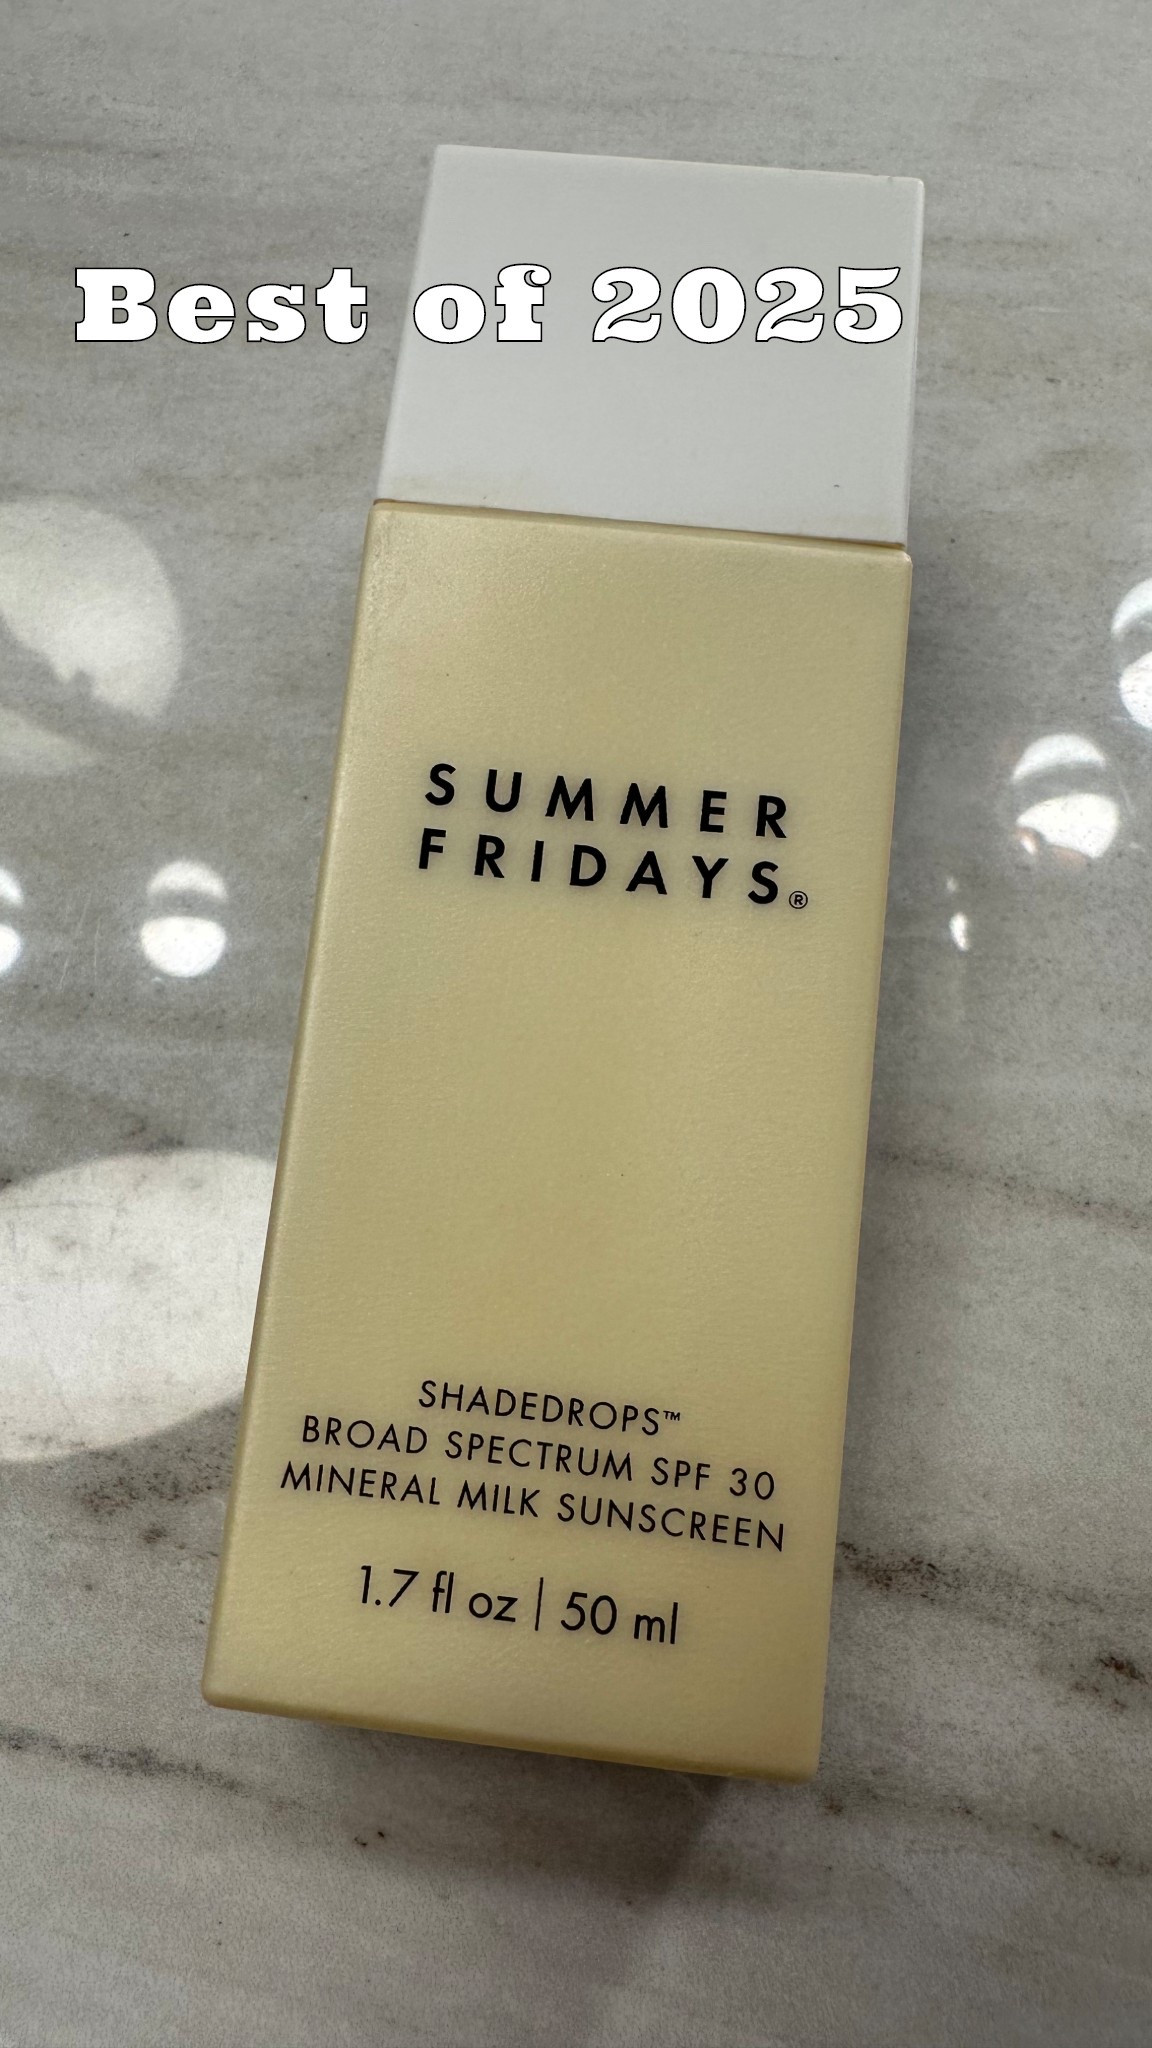 Best of 2025
SUMMER
FRIDAYS®
SHADEDROPS™
BROAD SPECTRUM SPF 30
MINERAL MILK SUNSCREEN
1.7 fl oz | 50 ml